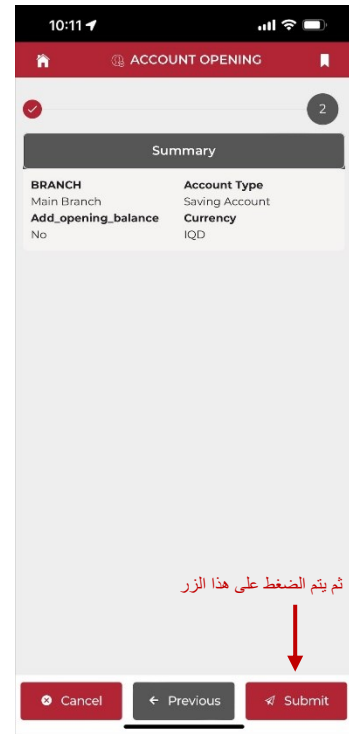 10:11
ACCOUNT OPENING
2
Summary
BRANCH Account Type
Main Branch Saving Account
Add_opening_balance Currency
No IQD
ثم يتم الضغط على هذا الزر
Cancel Previous Submit